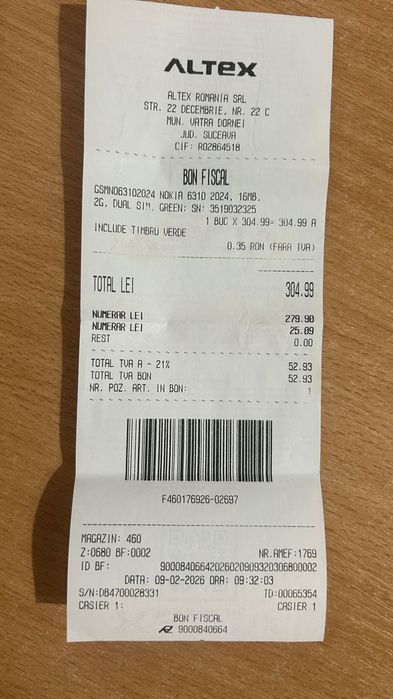 ALTEX
ALTEX ROMANIA SRL
STR. 22 DECEMBRIE, NR. 22 C
MUN. VATRA DORNEI
JUD. SUCEAVA
CIF: RO2864518
BON FISCAL
GSMNO63102024 NOKIA 6310 2024, 16MB,
2G, DUAL SIM, GREEN; SN: 3519032325
1 BUC X 304.99= 304.99 A
INCLUDE TIMBRU VERDE
0.35 RON (FARA TVA)
TOTAL LEI 304.99
NUMERAR LEI 279.90
NUMERAR LEI 25.09
REST 0.00
TOTAL TVA A - 21% 52.93
TOTAL TVA BON 52.93
NR. POZ. ART. IN BON: 1
F460176926-02697
MAGAZIN: 460
Z:0680 BF:0002 NR.AMEF:1769
ID BF: 90008406642026020909320306800002
DATA: 09-02-2026 ORA: 09:32:03
S/N:DB4700028331 TD:00065354
CASIER 1: CASIER 1
BON FISCAL
9000840664